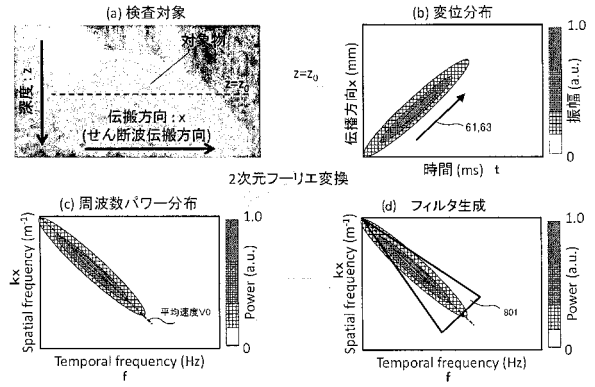 (a) 検査対象
対象物
z=z₀
深度：z
伝搬方向：x
(せん断波伝搬方向)
(b) 変位分布
z=z₀
伝播方向x (mm)
61,63
時間 (ms) t
1.0
振幅 (a.u.)
0
2次元フーリエ変換
(c) 周波数パワー分布
kx
Spatial frequency (m⁻¹)
平均速度V0
Temporal frequency (Hz)
f
1.0
Power (a.u.)
0
(d) フィルタ生成
kx
Spatial frequency (m⁻¹)
801
Temporal frequency (Hz)
f
1.0
Power (a.u.)
0